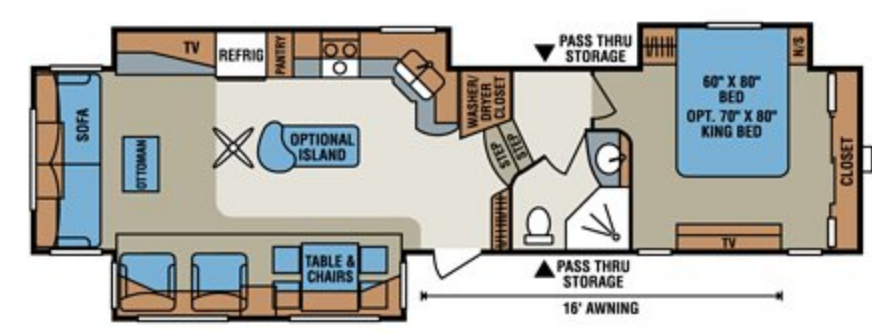 TV
REFRIG
PANTRY
PASS THRU
STORAGE
N/S
SOFA
OTTOMAN
OPTIONAL
ISLAND
WASHER/
DRYER
CLOSET
STEP
STEP
60" X 80"
BED
OPT. 70" X 80"
KING BED
CLOSET
TABLE &
CHAIRS
PASS THRU
STORAGE
TV
16' AWNING